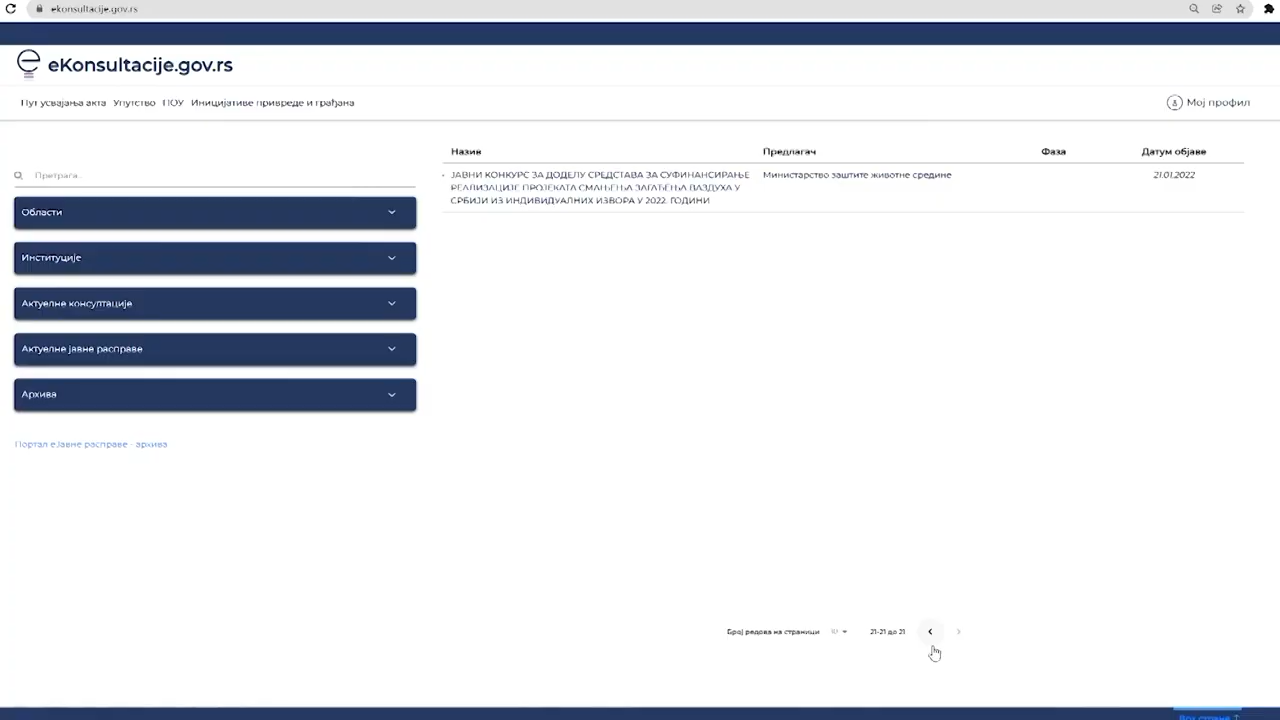 ekonsultacije.gov.rs
eKonsultacije.gov.rs
Пут усвајања акта Упутство ПОУ Иницијативе привреде и грађана
Мој профил
Назив Предлагач Фаза Датум објаве
Претрага...
ЈАВНИ КОНКУРС ЗА ДОДЕЛУ СРЕДСТАВА ЗА СУФИНАНСИРАЊЕ
РЕАЛИЗАЦИЈЕ ПРОЈЕКАТА СМАЊЕЊА ЗАГАЂЕЊА ВАЗДУХА У
СРБИЈИ ИЗ ИНДИВИДУАЛНИХ ИЗВОРА У 2022. ГОДИНИ
Министарство заштите животне средине
21.01.2022
Области
Институције
Актуелне консултације
Актуелне јавне расправе
Архива
Портал еЈавне расправе - архива
Број редова на страници 10 21-21 до 21